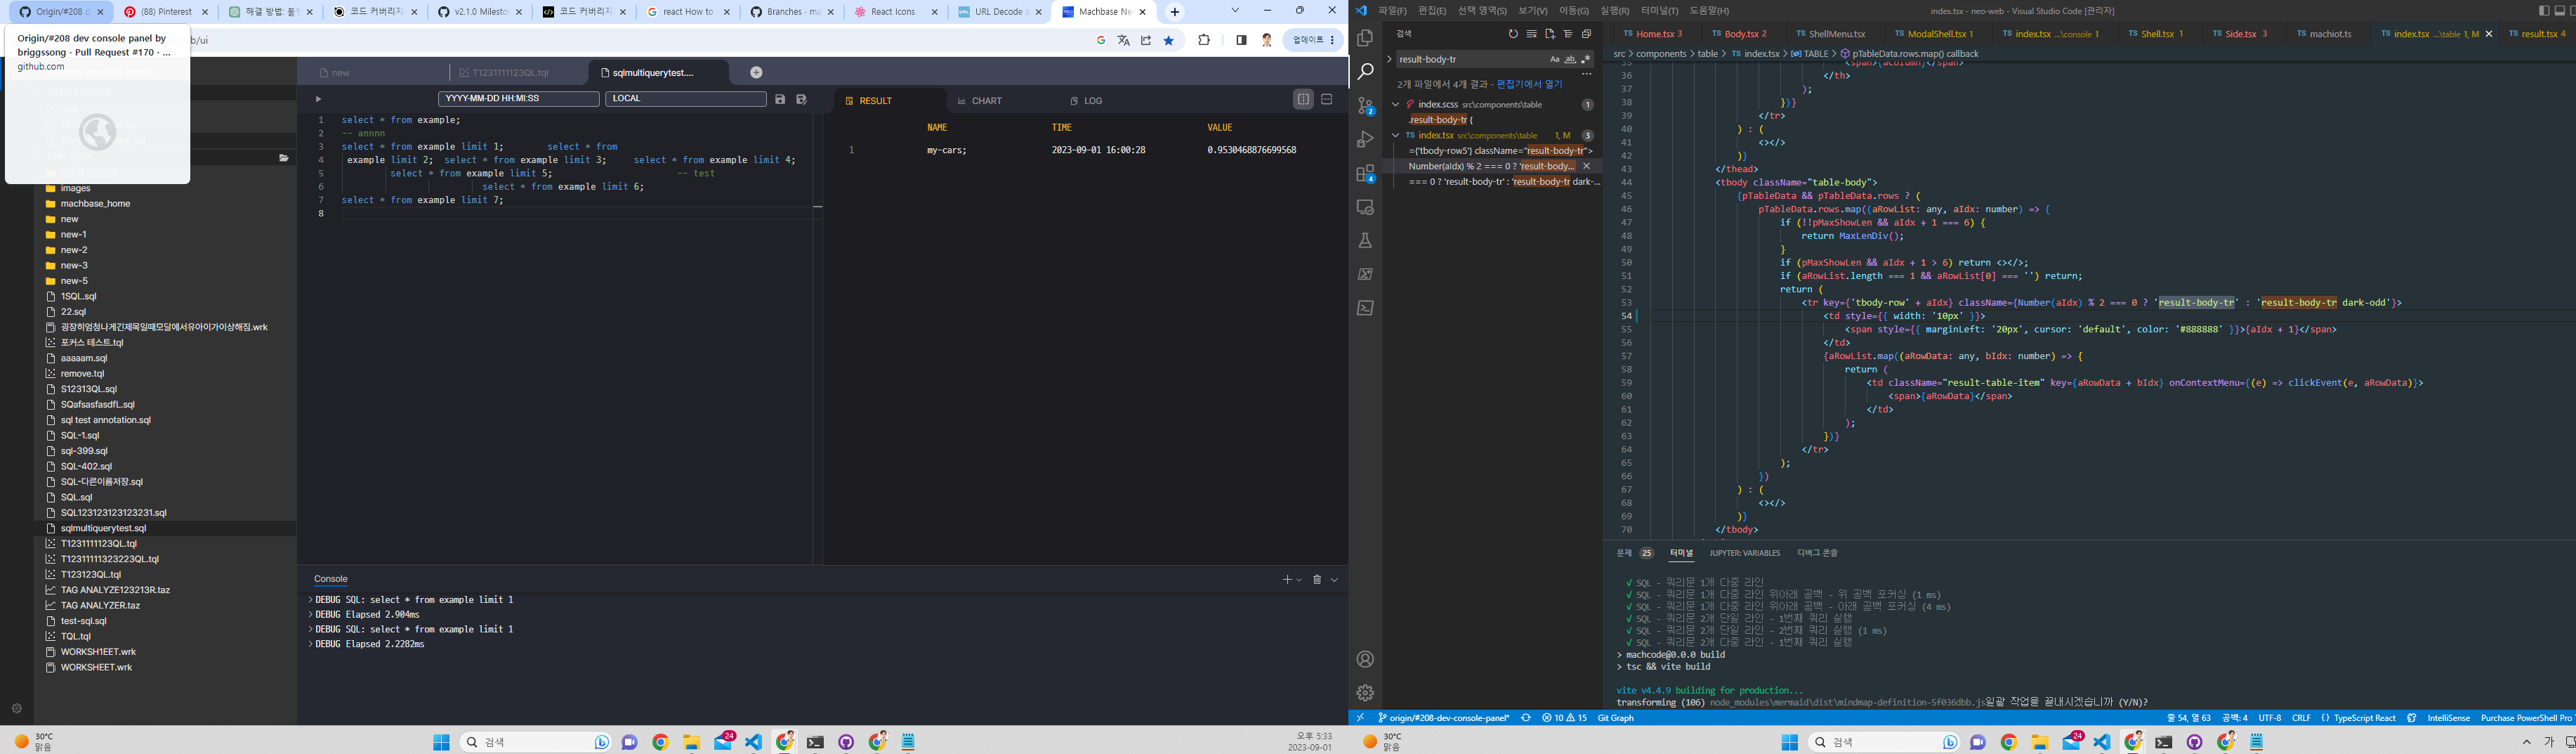 Origin/#208 d
(88) Pinterest
해결 방법: 물
코드 커버리지
v2.1.0 Milesto
코드 커버리지
react How to
Branches - ma
React Icons
URL Decode a
Machbase Ne
Origin/#208 dev console panel by
briggssong · Pull Request #170 · ...
github.com
b/ui
업데이트
new
T1231111123QL.tql
sqlmultiquerytest....
YYYY-MM-DD HH:MI:SS
LOCAL
RESULT
CHART
LOG
1 select * from example;
2 -- annnn
3 select * from example limit 1; select * from
4 example limit 2; select * from example limit 3; select * from example limit 4;
5 select * from example limit 5; -- test
6 select * from example limit 6;
7 select * from example limit 7;
8
NAME TIME VALUE
1 my-cars; 2023-09-01 16:00:28 0.9530468876699568
images
machbase_home
new
new-1
new-2
new-3
new-5
1SQL.sql
22.sql
굉장히엄청나게긴제목일때모달에서유아이가이상해짐.wrk
포커스 테스트.tql
aaaaam.sql
remove.tql
S12313QL.sql
SQafsasfasdfL.sql
sql test annotation.sql
SQL-1.sql
sql-399.sql
SQL-402.sql
SQL-다른이름저장.sql
SQL.sql
SQL123123123123231.sql
sqlmultiquerytest.sql
T1231111123QL.tql
T12311111323223QL.tql
T123123QL.tql
TAG ANALYZE123213R.taz
TAG ANALYZER.taz
test-sql.sql
TQL.tql
WORKSH1EET.wrk
WORKSHEET.wrk
Console
DEBUG SQL: select * from example limit 1
DEBUG Elapsed 2.904ms
DEBUG SQL: select * from example limit 1
DEBUG Elapsed 2.2282ms
30°C
맑음
검색
24
오후 5:33
2023-09-01
파일(F) 편집(E) 선택 영역(S) 보기(V) 이동(G) 실행(R) 터미널(T) 도움말(H)
index.tsx - neo-web - Visual Studio Code [관리자]
검색
result-body-tr
2개 파일에서 4개 결과 - 편집기에서 열기
index.scss src\components\table 1
.result-body-tr {
index.tsx src\components\table 1, M 3
={'tbody-row5'} className="result-body-tr">
Number(aIdx) % 2 === 0 ? 'result-body...
=== 0 ? 'result-body-tr' : 'result-body-tr dark-...
2
4
Home.tsx 3
Body.tsx 2
ShellMenu.tsx
ModalShell.tsx 1
index.tsx ...\console 1
Shell.tsx 1
Side.tsx 3
machiot.ts
index.tsx ...\table 1, M
result.tsx 4
src > components > table > index.tsx > TABLE > pTableData.rows.map() callback
35 <span>{aColumn}</span>
36 </th>
37 );
38 })}
39 </tr>
40 ) : (
41 <></>
42 )}
43 </thead>
44 <tbody className="table-body">
45 {pTableData && pTableData.rows ? (
46 pTableData.rows.map((aRowList: any, aIdx: number) => {
47 if (!!pMaxShowLen && aIdx + 1 === 6) {
48 return MaxLenDiv();
49 }
50 if (pMaxShowLen && aIdx + 1 > 6) return <></>;
51 if (aRowList.length === 1 && aRowList[0] === '') return;
52 return (
53 <tr key={'tbody-row' + aIdx} className={Number(aIdx) % 2 === 0 ? 'result-body-tr' : 'result-body-tr dark-odd'}>
54 <td style={{ width: '10px' }}>
55 <span style={{ marginLeft: '20px', cursor: 'default', color: '#888888' }}>{aIdx + 1}</span>
56 </td>
57 {aRowList.map((aRowData: any, bIdx: number) => {
58 return (
59 <td className="result-table-item" key={aRowData + bIdx} onContextMenu={(e) => clickEvent(e, aRowData)}>
60 <span>{aRowData}</span>
61 </td>
62 );
63 })}
64 </tr>
65 );
66 })
67 ) : (
68 <></>
69 )}
70 </tbody>
문제 25 터미널 JUPYTER: VARIABLES 디버그 콘솔
√ SQL - 쿼리문 1개 다중 라인
√ SQL - 쿼리문 1개 다중 라인 위아래 공백 - 위 공백 포커싱 (1 ms)
√ SQL - 쿼리문 1개 다중 라인 위아래 공백 - 아래 공백 포커싱 (4 ms)
√ SQL - 쿼리문 2개 단일 라인 - 1번째 쿼리 실행
√ SQL - 쿼리문 2개 단일 라인 - 2번째 쿼리 실행 (1 ms)
√ SQL - 쿼리문 2개 다중 라인 - 1번째 쿼리 실행
> machcode@0.0.0 build
> tsc && vite build
vite v4.4.9 building for production...
transforming (106) node_modules\mermaid\dist\mindmap-definition-5f036dbb.js일괄 작업을 끝내시겠습니까 (Y/N)?
origin/#208-dev-console-panel*
10 15
Git Graph
줄 54, 열 63 공백: 4 UTF-8 CRLF {} TypeScript React IntelliSense Purchase PowerShell Pro
30°C
맑음
검색
24
가